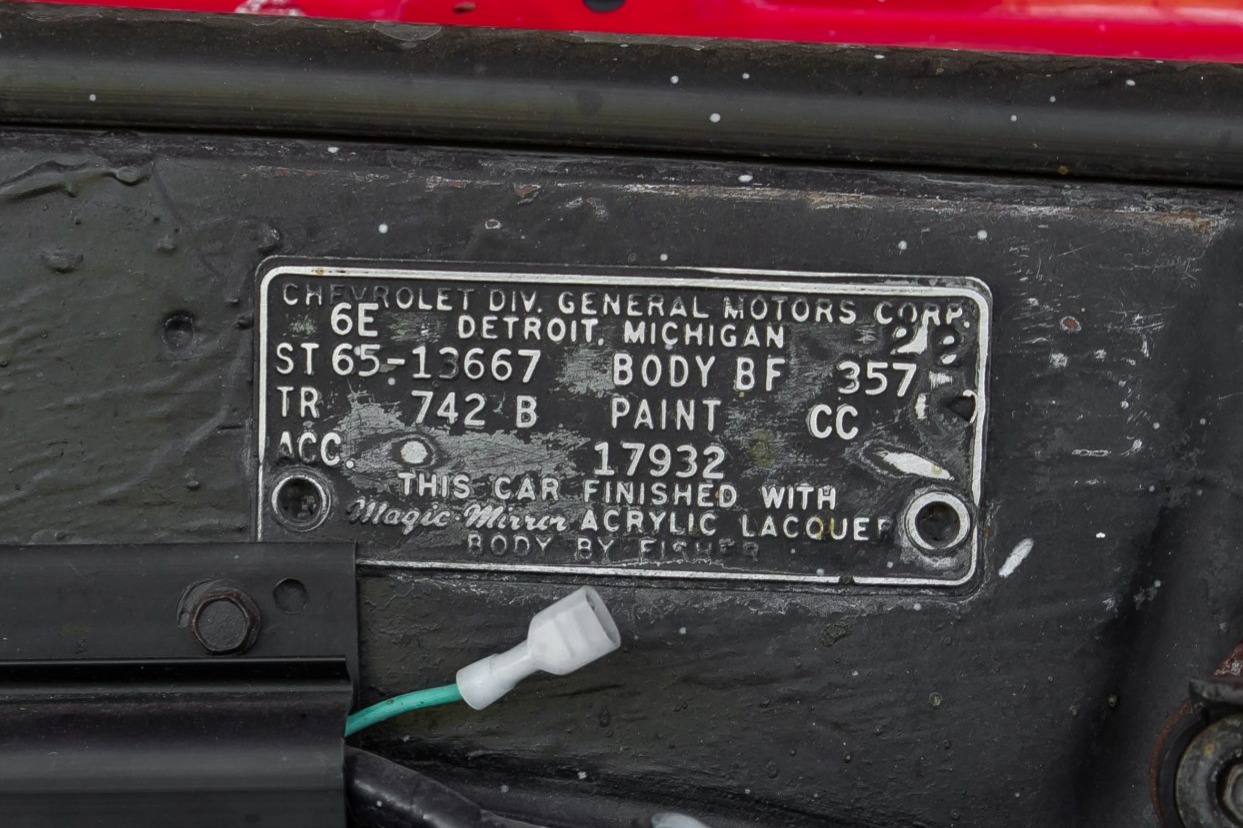 CHEVROLET DIV. GENERAL MOTORS CORP.
6E DETROIT, MICHIGAN
ST 65-13667 BODY BF 357
TR 742 B PAINT CC
ACC. 17932
THIS CAR FINISHED WITH
Magic-Mirror ACRYLIC LACQUER
BODY BY FISHER